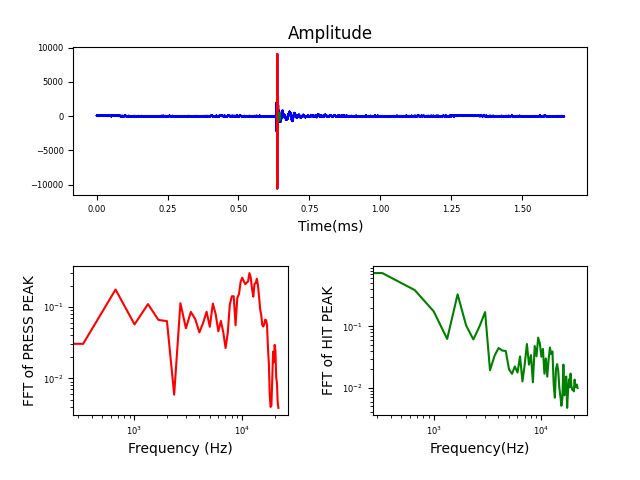 Amplitude
10000
5000
0
−5000
−10000
0.00 0.25 0.50 0.75 1.00 1.25 1.50
Time(ms)
FFT of PRESS PEAK
10⁻¹
10⁻²
10³ 10⁴
Frequency (Hz)
FFT of HIT PEAK
10⁻¹
10⁻²
10³ 10⁴
Frequency(Hz)